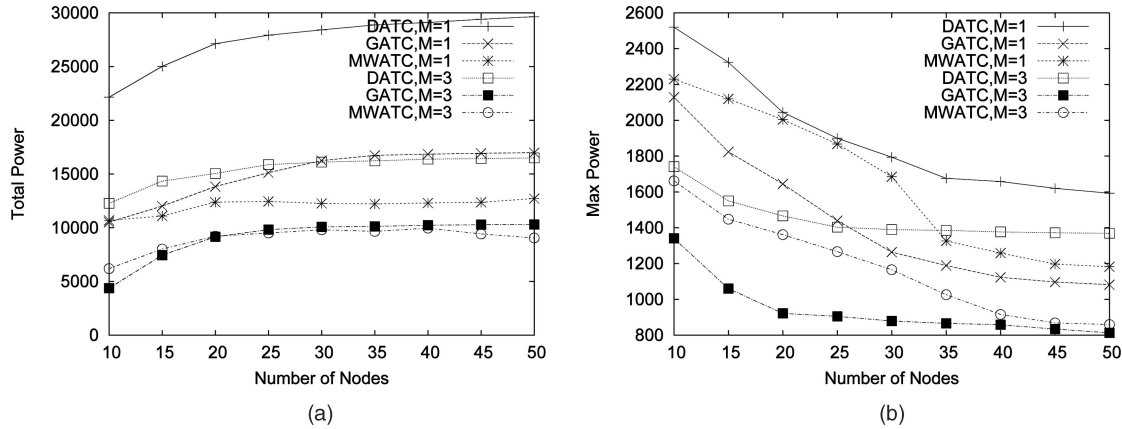 30000
25000
20000
15000
10000
5000
0
Total Power
DATC,M=1
GATC,M=1
MWATC,M=1
DATC,M=3
GATC,M=3
MWATC,M=3
10 15 20 25 30 35 40 45 50
Number of Nodes
(a)
2600
2400
2200
2000
1800
1600
1400
1200
1000
800
Max Power
DATC,M=1
GATC,M=1
MWATC,M=1
DATC,M=3
GATC,M=3
MWATC,M=3
10 15 20 25 30 35 40 45 50
Number of Nodes
(b)